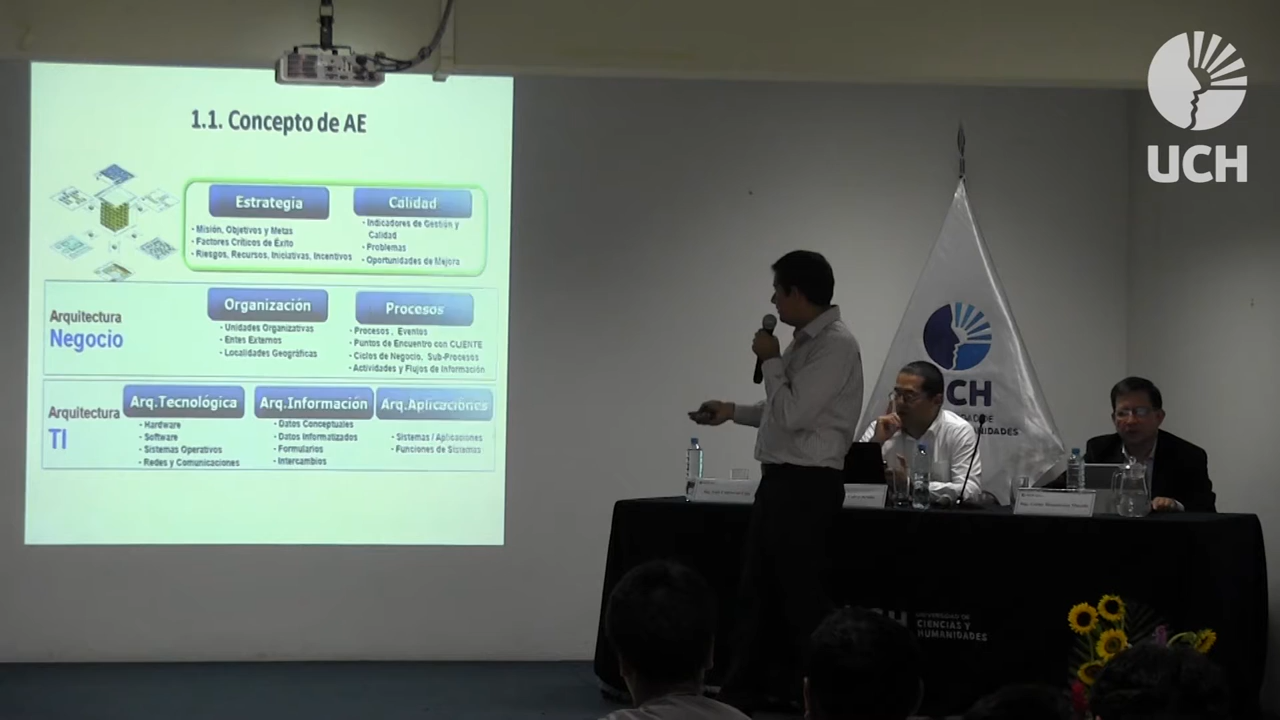 1.1. Concepto de AE
Estrategia
• Misión, Objetivos y Metas
• Factores Críticos de Éxito
• Riesgos, Recursos, Iniciativas, Incentivos
Calidad
• Indicadores de Gestión y
Calidad
• Problemas
• Oportunidades de Mejora
Arquitectura
Negocio
Organización
• Unidades Organizativas
• Entes Externos
• Localidades Geográficas
Procesos
• Procesos , Eventos
• Puntos de Encuentro con CLIENTE
• Ciclos de Negocio, Sub-Procesos
• Actividades y Flujos de Información
Arquitectura
TI
Arq.Tecnológica
• Hardware
• Software
• Sistemas Operativos
• Redes y Comunicaciones
Arq.Información
• Datos Conceptuales
• Datos Informatizados
• Formularios
• Intercambios
Arq.Aplicaciones
• Sistemas / Aplicaciones
• Funciones de Sistemas
UCH
UCH
UNIVERSIDAD DE
CIENCIAS Y
HUMANIDADES